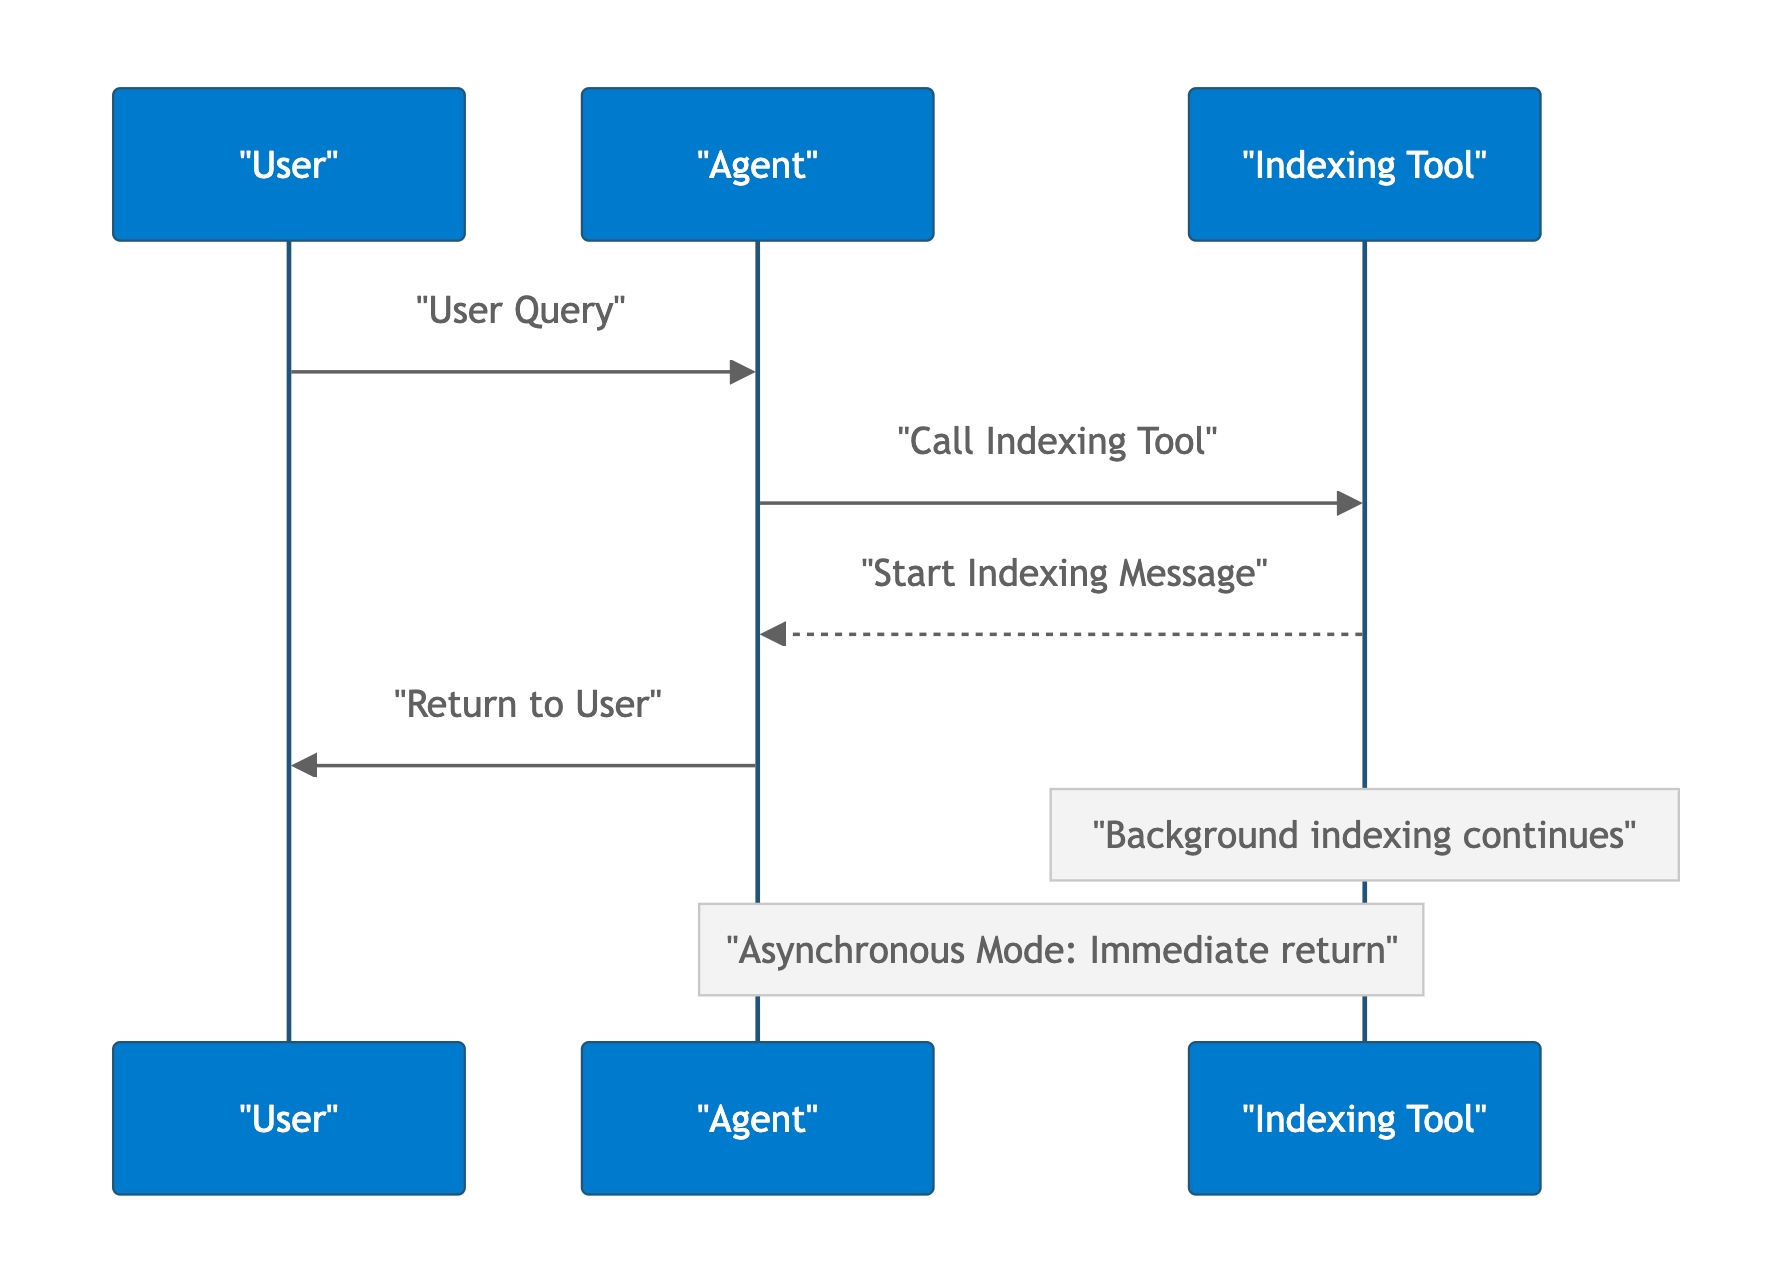 "User"
"Agent"
"Indexing Tool"
"User Query"
"Call Indexing Tool"
"Start Indexing Message"
"Return to User"
"Background indexing continues"
"Asynchronous Mode: Immediate return"
"User"
"Agent"
"Indexing Tool"